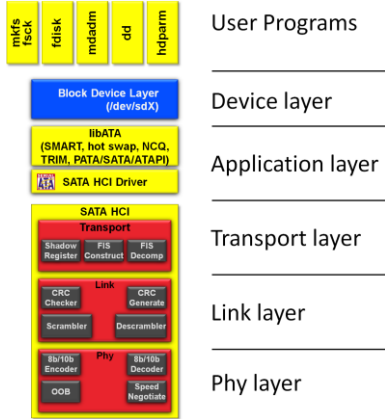 mkfs
fsck
fdisk
mdadm
dd
hdparm
User Programs
Block Device Layer
(/dev/sdX)
Device layer
libATA
(SMART, hot swap, NCQ,
TRIM, PATA/SATA/ATAPI)
SATA HCI Driver
Application layer
SATA HCI
Transport
Shadow
Register
FIS
Construct
FIS
Decomp
Transport layer
Link
CRC
Checker
CRC
Generate
Scrambler
Descrambler
Link layer
Phy
8b/10b
Encoder
8b/10b
Decoder
OOB
Speed
Negotiate
Phy layer